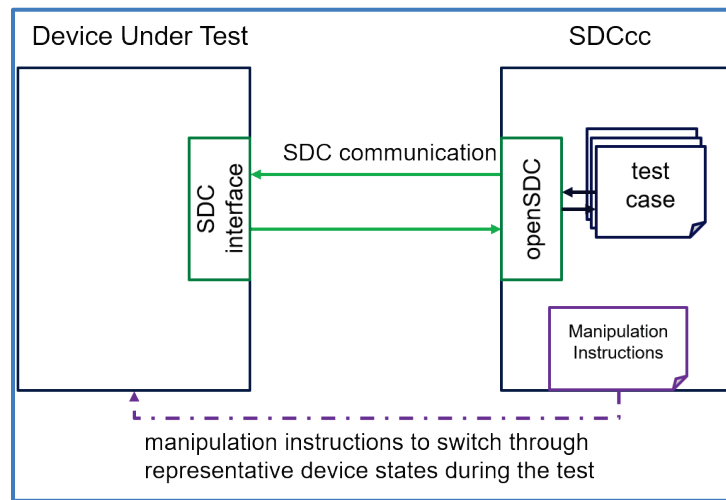 Device Under Test
SDCcc
SDC communication
SDC
interface
openSDC
test
case
Manipulation
Instructions
manipulation instructions to switch through
representative device states during the test